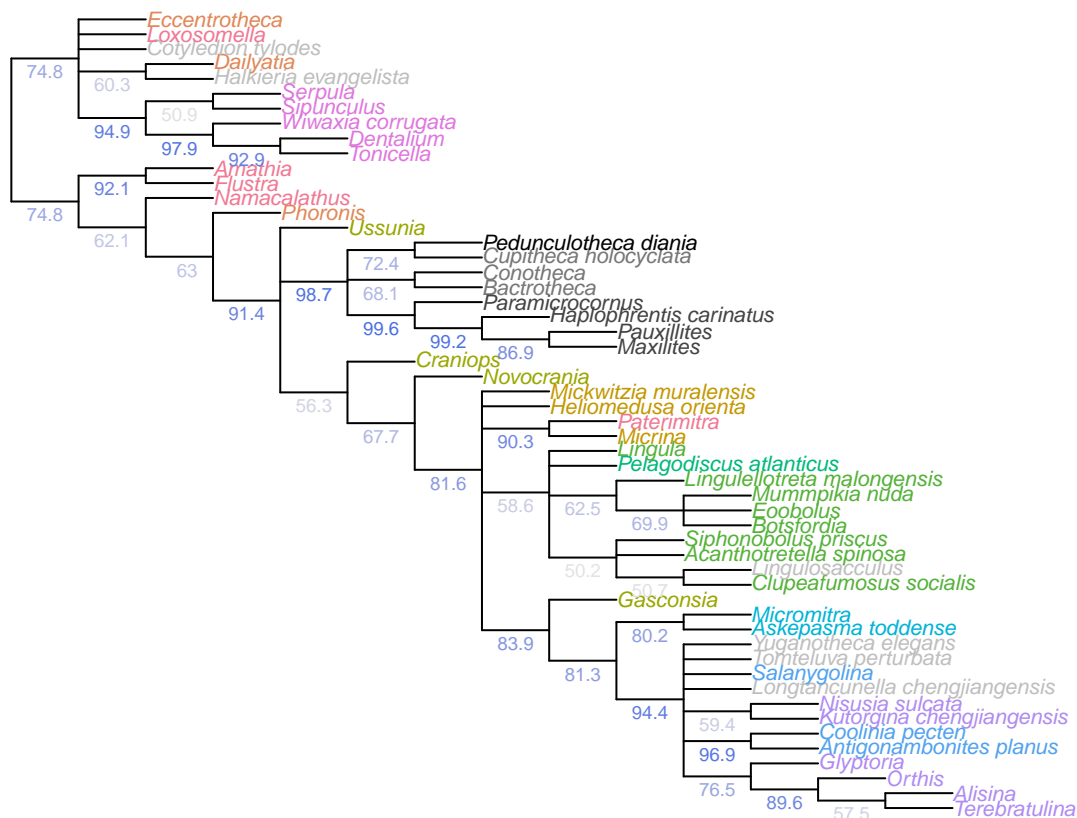 Eccentrotheca
Loxosomella
Cotyledion tylodes
Dailyatia
74.8
60.3
Halkieria evangelista
Serpula
50.9
Sipunculus
Wiwaxia corrugata
94.9
Dentalium
97.9
92.9
Tonicella
Amathia
92.1
Flustra
Namacalathus
74.8
Phoronis
62.1
Ussunia
Pedunculotheca diania
63
72.4
Cupitheca holocyclata
Conotheca
98.7
68.1
Bactrotheca
Paramicrocornus
91.4
Haplophrentis carinatus
99.6
Pauxillites
99.2
86.9
Maxilites
Craniops
Novocrania
56.3
Mickwitzia muralensis
Heliomedusa orienta
Paterimitra
67.7
90.3
Micrina
Lingula
Pelagodiscus atlanticus
81.6
Lingulellotreta malongensis
58.6
Mummpikia nuda
62.5
Eoobolus
69.9
Botsfordia
Siphonobolus priscus
Acanthotretella spinosa
50.2
Lingulosacculus
50.7
Clupeafumosus socialis
Gasconsia
Micromitra
83.9
80.2
Askepasma toddense
Yuganotheca elegans
Tomteluva perturbata
81.3
Salanygolina
Longtancunella chengjiangensis
94.4
Nisusia sulcata
59.4
Kutorgina chengjiangensis
Coolinia pecten
96.9
Antigonambonites planus
Glyptoria
76.5
Orthis
89.6
Alisina
57.5
Terebratulina